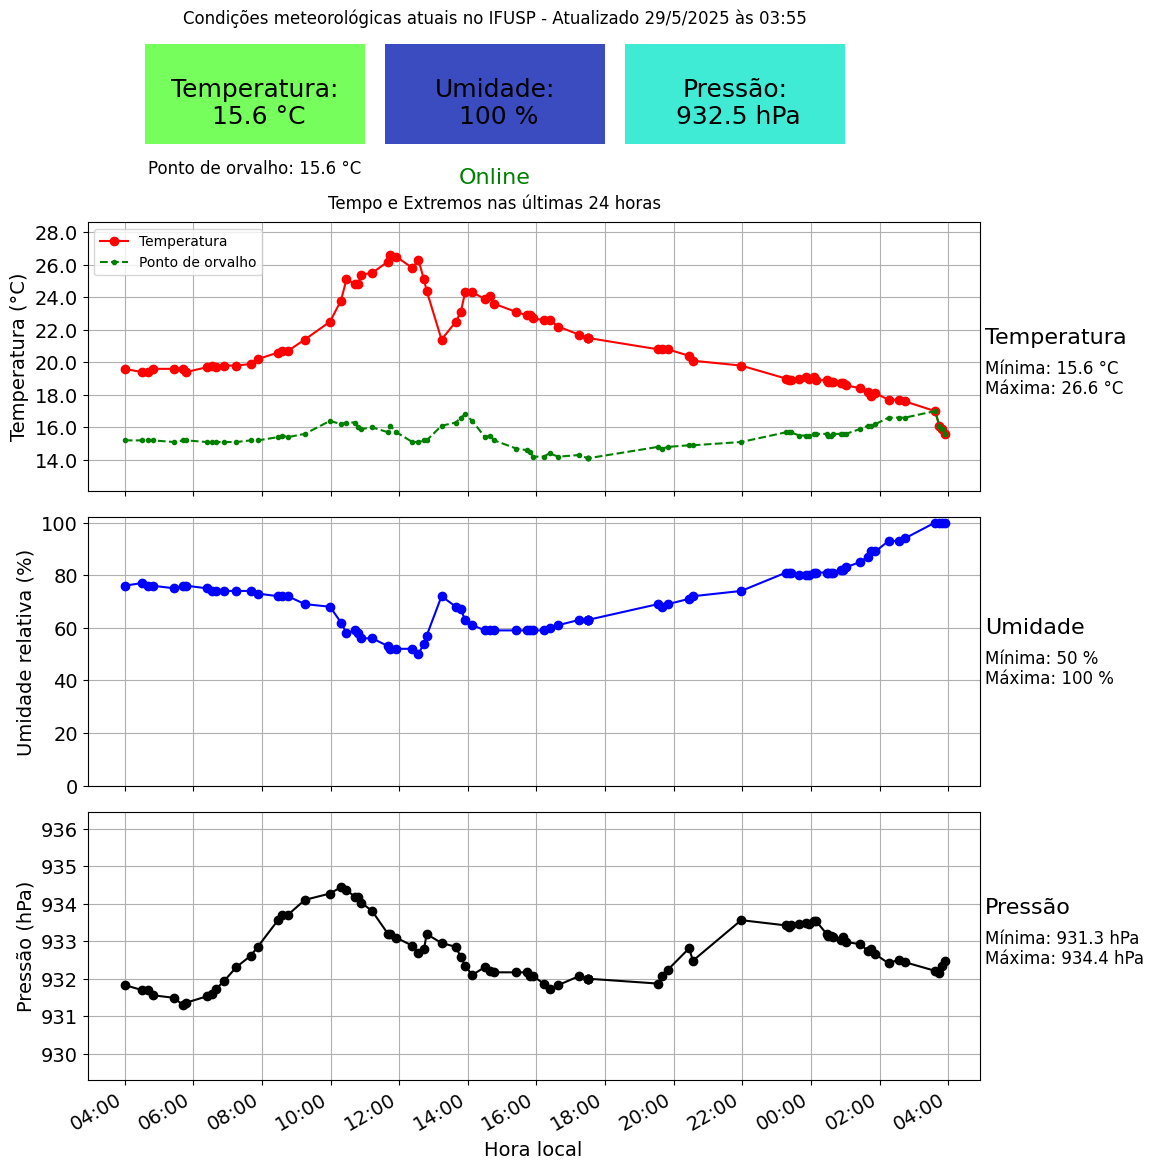 Condições meteorológicas atuais no IFUSP - Atualizado 29/5/2025 às 03:55
Temperatura:
15.6 °C
Umidade:
100 %
Pressão:
932.5 hPa
Ponto de orvalho: 15.6 °C
Online
Tempo e Extremos nas últimas 24 horas
Temperatura (°C)
28.0
26.0
24.0
22.0
20.0
18.0
16.0
14.0
Temperatura
Ponto de orvalho
Temperatura
Mínima: 15.6 °C
Máxima: 26.6 °C
Umidade relativa (%)
100
80
60
40
20
0
Umidade
Mínima: 50 %
Máxima: 100 %
Pressão (hPa)
936
935
934
933
932
931
930
Pressão
Mínima: 931.3 hPa
Máxima: 934.4 hPa
04:00 06:00 08:00 10:00 12:00 14:00 16:00 18:00 20:00 22:00 00:00 02:00 04:00
Hora local